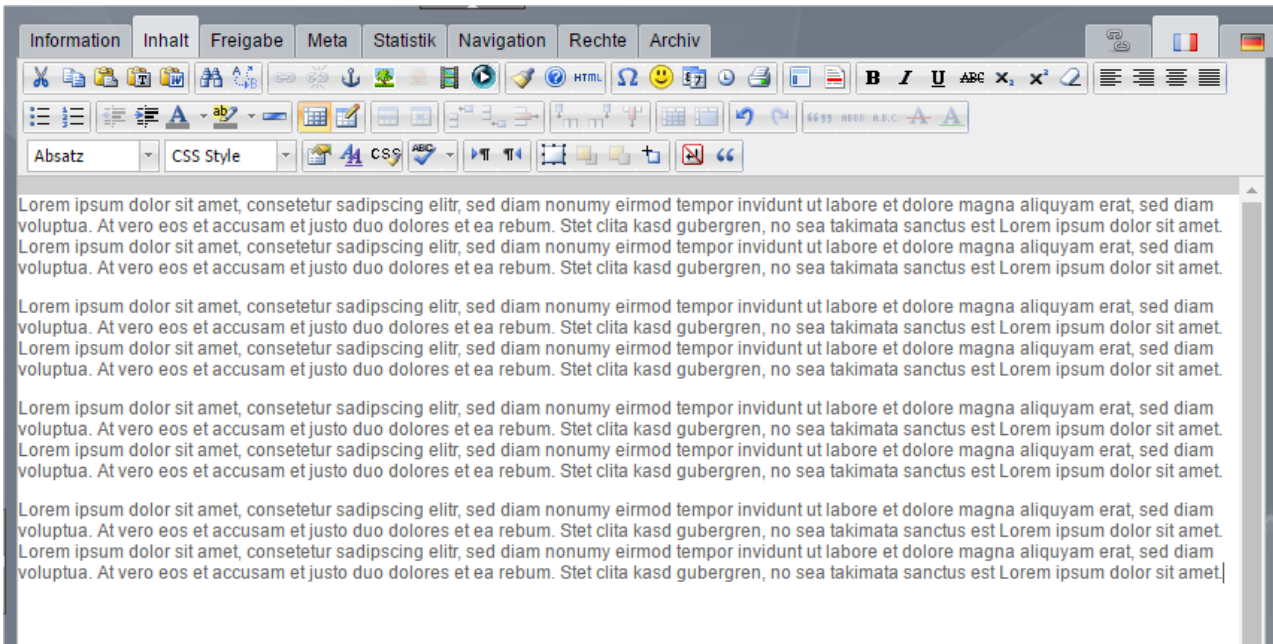 Information Inhalt Freigabe Meta Statistik Navigation Rechte Archiv
HTML Ω B I U ABC x₂ x²
ab A
66 99 ABBR A.B.C. A A
Absatz CSS Style CSS ABC
Lorem ipsum dolor sit amet, consetetur sadipscing elitr, sed diam nonumy eirmod tempor invidunt ut labore et dolore magna aliquyam erat, sed diam
voluptua. At vero eos et accusam et justo duo dolores et ea rebum. Stet clita kasd gubergren, no sea takimata sanctus est Lorem ipsum dolor sit amet.
Lorem ipsum dolor sit amet, consetetur sadipscing elitr, sed diam nonumy eirmod tempor invidunt ut labore et dolore magna aliquyam erat, sed diam
voluptua. At vero eos et accusam et justo duo dolores et ea rebum. Stet clita kasd gubergren, no sea takimata sanctus est Lorem ipsum dolor sit amet.
Lorem ipsum dolor sit amet, consetetur sadipscing elitr, sed diam nonumy eirmod tempor invidunt ut labore et dolore magna aliquyam erat, sed diam
voluptua. At vero eos et accusam et justo duo dolores et ea rebum. Stet clita kasd gubergren, no sea takimata sanctus est Lorem ipsum dolor sit amet.
Lorem ipsum dolor sit amet, consetetur sadipscing elitr, sed diam nonumy eirmod tempor invidunt ut labore et dolore magna aliquyam erat, sed diam
voluptua. At vero eos et accusam et justo duo dolores et ea rebum. Stet clita kasd gubergren, no sea takimata sanctus est Lorem ipsum dolor sit amet.
Lorem ipsum dolor sit amet, consetetur sadipscing elitr, sed diam nonumy eirmod tempor invidunt ut labore et dolore magna aliquyam erat, sed diam
voluptua. At vero eos et accusam et justo duo dolores et ea rebum. Stet clita kasd gubergren, no sea takimata sanctus est Lorem ipsum dolor sit amet.
Lorem ipsum dolor sit amet, consetetur sadipscing elitr, sed diam nonumy eirmod tempor invidunt ut labore et dolore magna aliquyam erat, sed diam
voluptua. At vero eos et accusam et justo duo dolores et ea rebum. Stet clita kasd gubergren, no sea takimata sanctus est Lorem ipsum dolor sit amet.
Lorem ipsum dolor sit amet, consetetur sadipscing elitr, sed diam nonumy eirmod tempor invidunt ut labore et dolore magna aliquyam erat, sed diam
voluptua. At vero eos et accusam et justo duo dolores et ea rebum. Stet clita kasd gubergren, no sea takimata sanctus est Lorem ipsum dolor sit amet.
Lorem ipsum dolor sit amet, consetetur sadipscing elitr, sed diam nonumy eirmod tempor invidunt ut labore et dolore magna aliquyam erat, sed diam
voluptua. At vero eos et accusam et justo duo dolores et ea rebum. Stet clita kasd gubergren, no sea takimata sanctus est Lorem ipsum dolor sit amet.